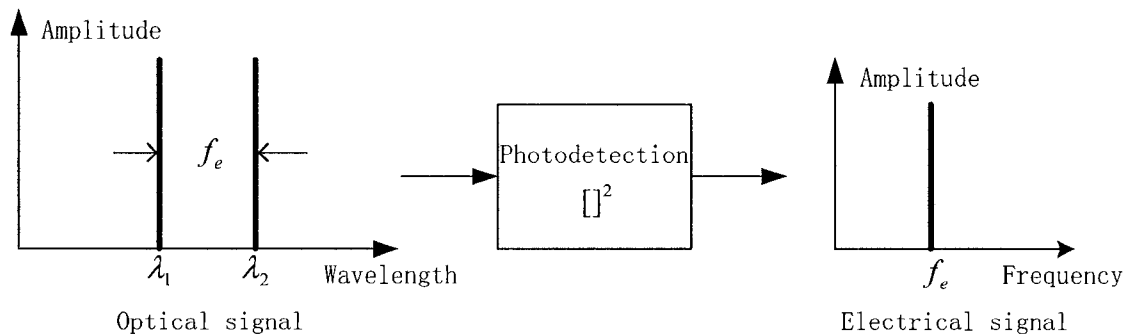 Amplitude
f_e
λ₁
λ₂
Wavelength
Optical signal
Photodetection
[]²
Amplitude
f_e
Frequency
Electrical signal